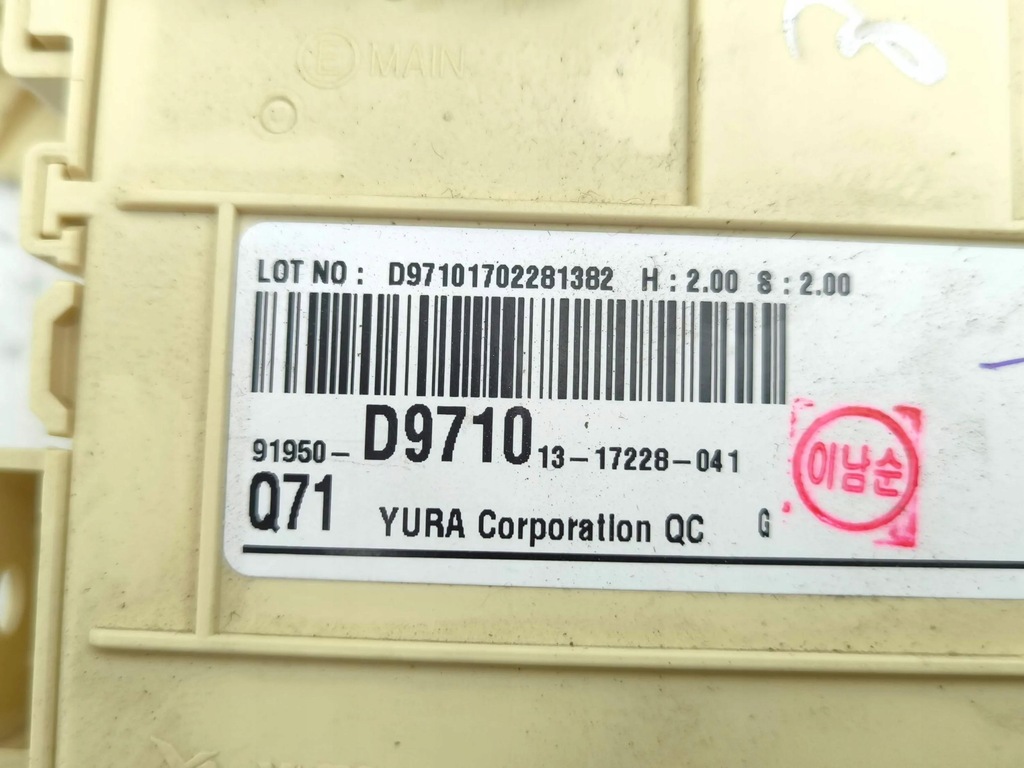 E MAIN
LOT NO : D97101702281382 H : 2.00 S : 2.00
91950- D9710 13-17228-041
이남순
Q71 YURA Corporation QC G